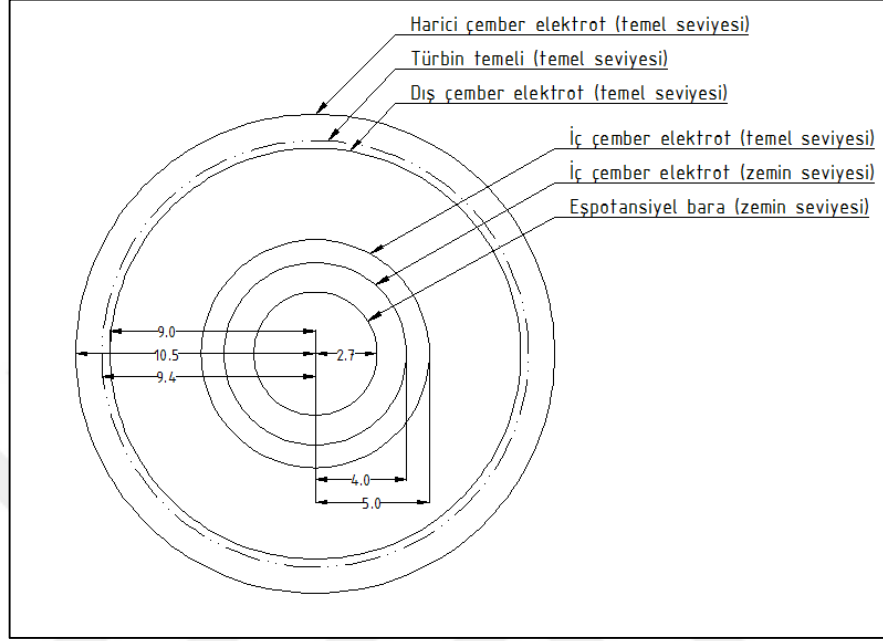 Harici çember elektrot (temel seviyesi)
Türbin temeli (temel seviyesi)
Dış çember elektrot (temel seviyesi)
İç çember elektrot (temel seviyesi)
İç çember elektrot (zemin seviyesi)
Eşpotansiyel bara (zemin seviyesi)
9.0
10.5
2.7
9.4
4.0
5.0